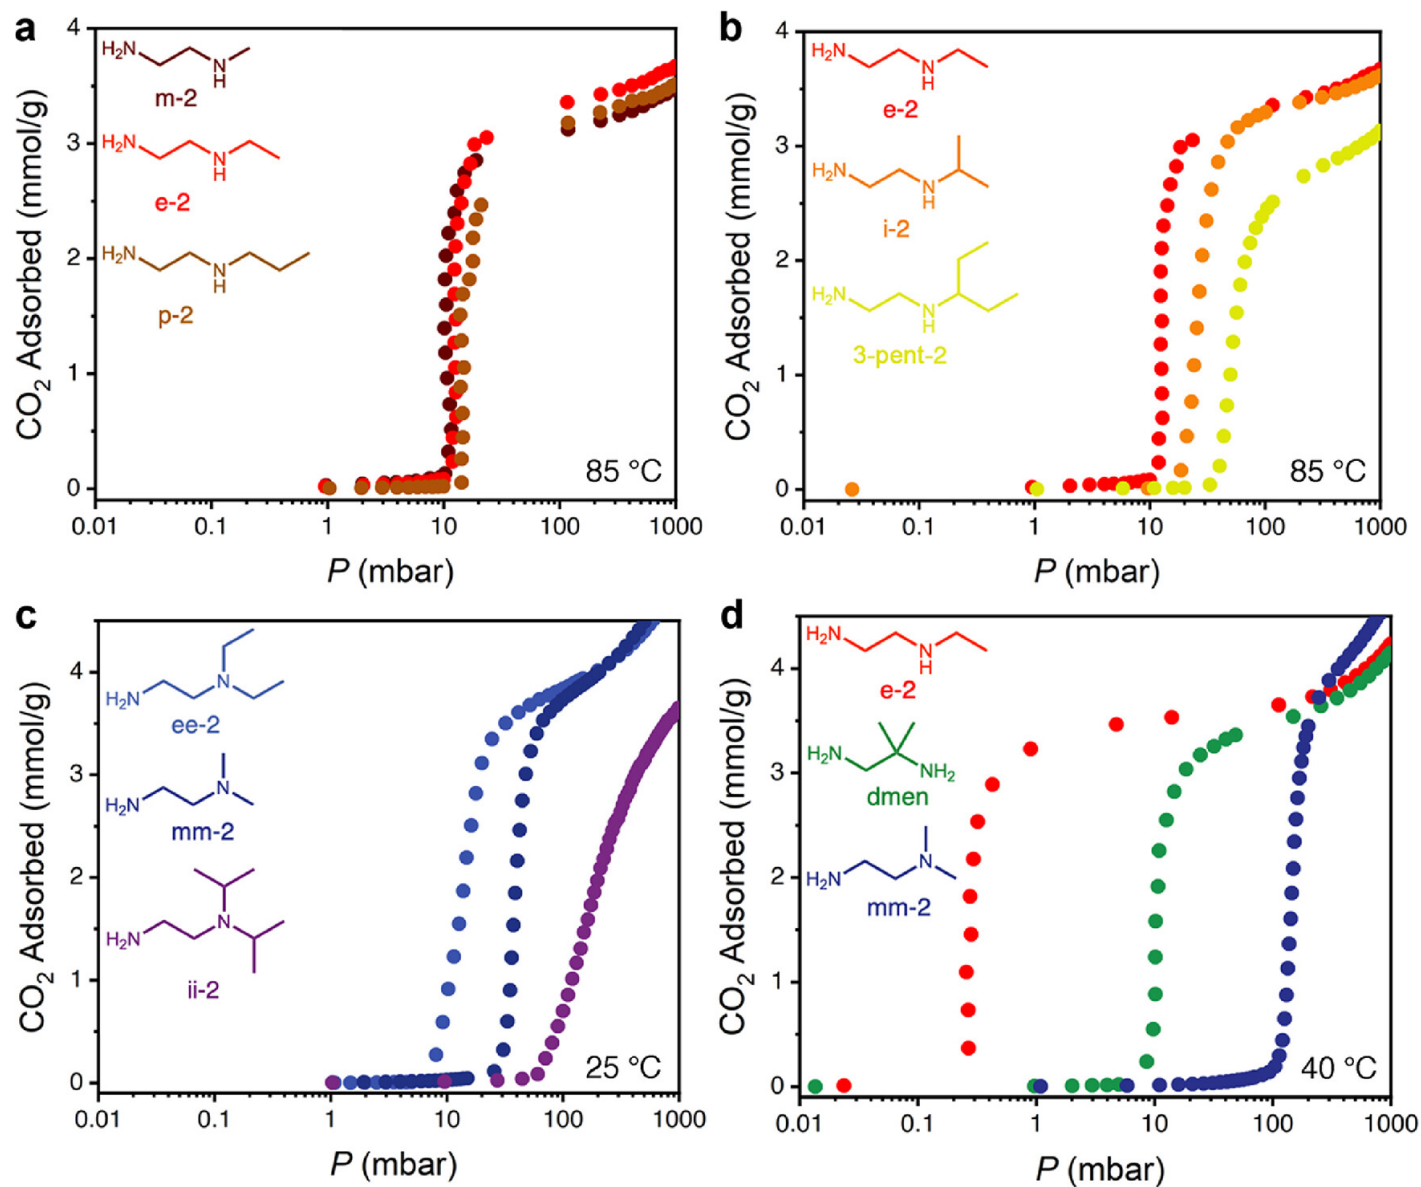 a
4
3
2
1
0
CO2 Adsorbed (mmol/g)
H2N
N
H
m-2
H2N
N
H
e-2
H2N
N
H
p-2
85 °C
0.01
0.1
1
10
100
1000
P (mbar)
b
4
3
2
1
0
CO2 Adsorbed (mmol/g)
H2N
N
H
e-2
H2N
N
H
i-2
H2N
N
H
3-pent-2
85 °C
0.01
0.1
1
10
100
1000
P (mbar)
c
4
3
2
1
0
CO2 Adsorbed (mmol/g)
H2N
N
ee-2
H2N
N
mm-2
H2N
N
ii-2
25 °C
0.01
0.1
1
10
100
1000
P (mbar)
d
4
3
2
1
0
CO2 Adsorbed (mmol/g)
H2N
N
H
e-2
H2N
NH2
dmen
H2N
N
mm-2
40 °C
0.01
0.1
1
10
100
1000
P (mbar)